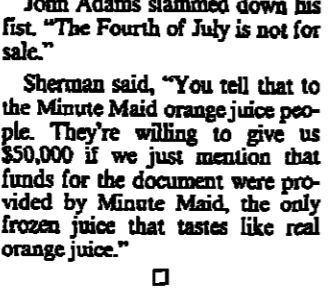 John Adams slammed down his
fist. "The Fourth of July is not for
sale."
Sherman said, "You tell that to
the Minute Maid orange juice peo-
ple. They're willing to give us
$50,000 if we just mention that
funds for the document were pro-
vided by Minute Maid, the only
frozen juice that tastes like real
orange juice."